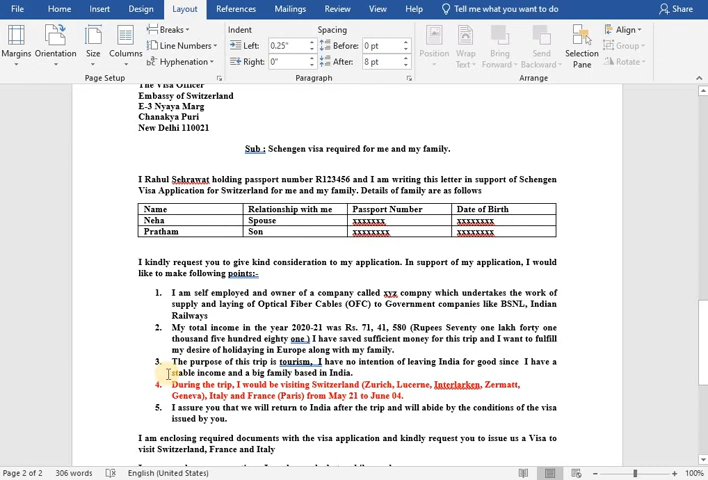 File Home Insert Draw Design Layout References Mailings Review View Tell me what you want to do Share
Margins Orientation Size Columns Breaks Line Numbers Hyphenation
Page Setup
Indent Spacing
Left: 0.25" Before: 0 pt
Right: 0" After: 8 pt
Paragraph
Position Wrap Text Bring Forward Send Backward Selection Pane Align Group Rotate
Arrange
The Visa Officer
Embassy of Switzerland
E-3 Nyaya Marg
Chanakya Puri
New Delhi 110021
Sub : Schengen visa required for me and my family.
I Rahul Sehrawat holding passport number R123456 and I am writing this letter in support of Schengen
Visa Application for Switzerland for me and my family. Details of family are as follows
Name Relationship with me Passport Number Date of Birth
Neha Spouse xxxxxxx xxxxxxxx
Pratham Son xxxxxxxx xxxxxxxx
I kindly request you to give kind consideration to my application. In support of my application, I would
like to make following points:-
1. I am self employed and owner of a company called xyz compny which undertakes the work of
supply and laying of Optical Fiber Cables (OFC) to Government companies like BSNL, Indian
Railways
2. My total income in the year 2020-21 was Rs. 71, 41, 580 (Rupees Seventy one lakh forty one
thousand five hundred eighty one.) I have saved sufficient money for this trip and I want to fulfill
my desire of holidaying in Europe along with my family.
3. The purpose of this trip is tourism, I have no intention of leaving India for good since I have a
stable income and a big family based in India.
4. During the trip, I would be visiting Switzerland (Zurich, Lucerne, Interlarken, Zermatt,
Geneva), Italy and France (Paris) from May 21 to June 04.
5. I assure you that we will return to India after the trip and will abide by the conditions of the visa
issued by you.
I am enclosing required documents with the visa application and kindly request you to issue us a Visa to
visit Switzerland, France and Italy
Page 2 of 2 306 words English (United States) 100%